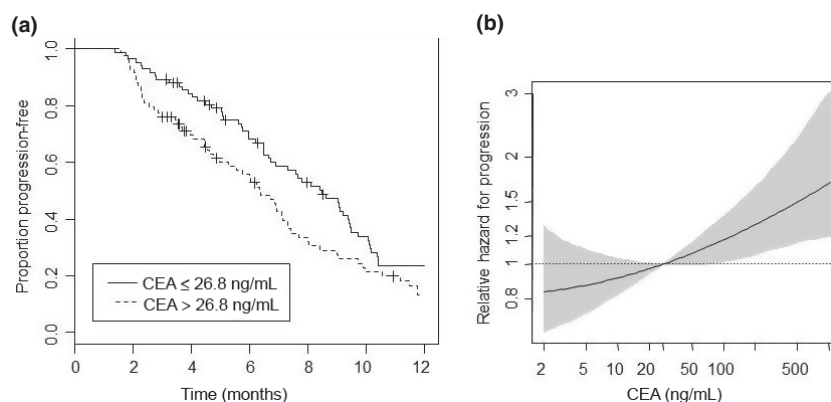 (a)
Proportion progression-free
1.0
0.8
0.6
0.4
0.2
0.0
CEA ≤ 26.8 ng/mL
CEA > 26.8 ng/mL
0 2 4 6 8 10 12
Time (months)
(b)
Relative hazard for progression
3
2
1.5
1.2
1
0.8
2 5 10 20 50 100 500
CEA (ng/mL)